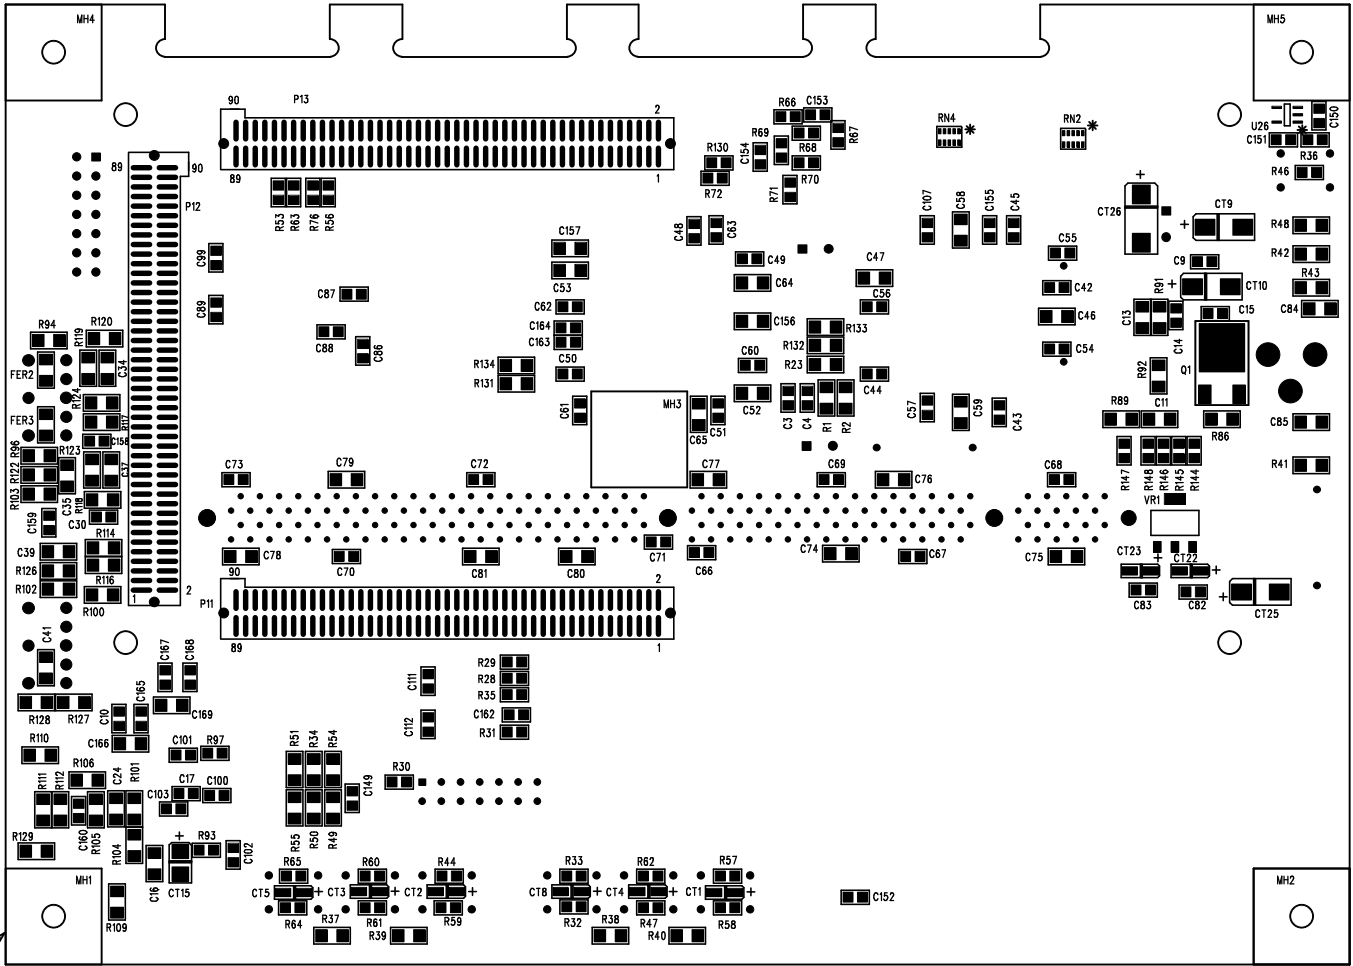 MH4
MH5
90
P13
2
R66
C153
RN4
RN2
C150
U26
C151
R36
R69
R67
R68
C154
R130
R70
R72
R71
R46
89
90
89
1
P12
R53
R63
R76
R56
C107
C58
C155
C45
CT26
CT9
C48
C63
C157
R48
C99
C49
C47
C55
C9
R42
C53
C64
C42
R91
CT10
R43
C87
C62
C56
C89
C46
C13
C15
C84
C164
C156
R133
C14
R94
R119
R120
C88
C86
C163
R132
C54
R134
C60
R23
R92
Q1
C34
FER2
R131
C50
C44
R124
C61
MH3
C52
C3
C4
R1
R2
C57
C59
C43
R89
C11
FER3
R117
C65
C51
R86
C85
C158
R96
R123
R122
C37
R147
R148
R146
R145
R144
R41
C73
C79
C72
C77
C69
C76
C68
R103
C35
R118
VR1
C159
C30
C39
R114
C71
C78
C70
C81
C80
C66
C74
C67
C75
CT23
CT22
R126
R116
90
2
R102
R100
1
2
P11
C83
C82
CT25
89
1
C41
C167
C168
R29
C111
R28
R35
R128
R127
C10
C165
C169
C162
C112
R31
C166
R51
R34
R54
R110
C101
R97
R106
R30
R111
R112
C24
R101
C17
C100
C103
C149
C160
R105
R104
R55
R50
R49
R129
R93
C102
C16
CT15
MH1
R65
R60
R44
R33
R62
R57
MH2
CT5
CT3
CT2
CT8
CT4
CT1
C152
R109
R64
R37
R61
R39
R59
R32
R38
R47
R40
R58